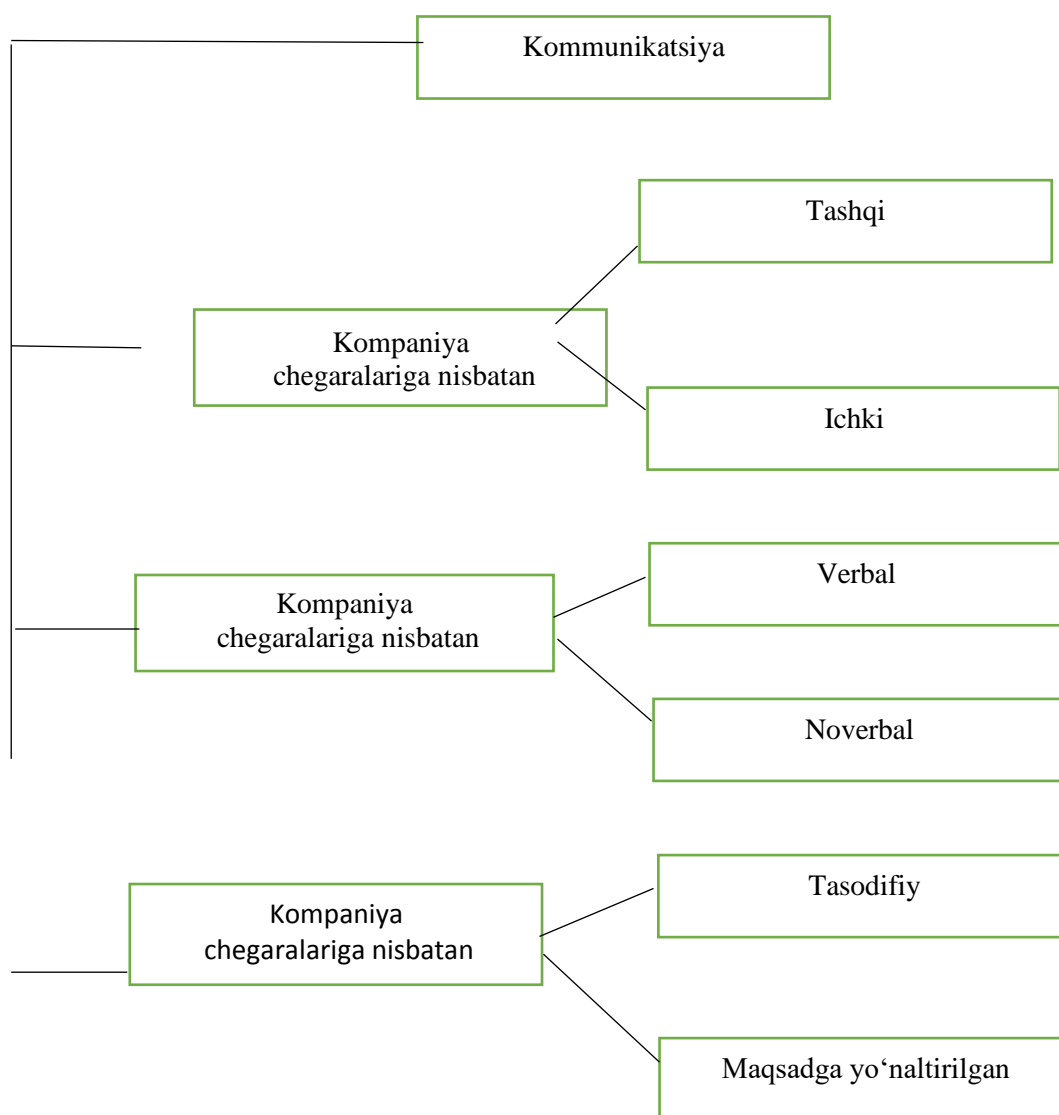 Kommunikatsiya
Tashqi
Kompaniya
chegaralariga nisbatan
Ichki
Verbal
Kompaniya
chegaralariga nisbatan
Noverbal
Tasodifiy
Kompaniya
chegaralariga nisbatan
Maqsadga yo‘naltirilgan